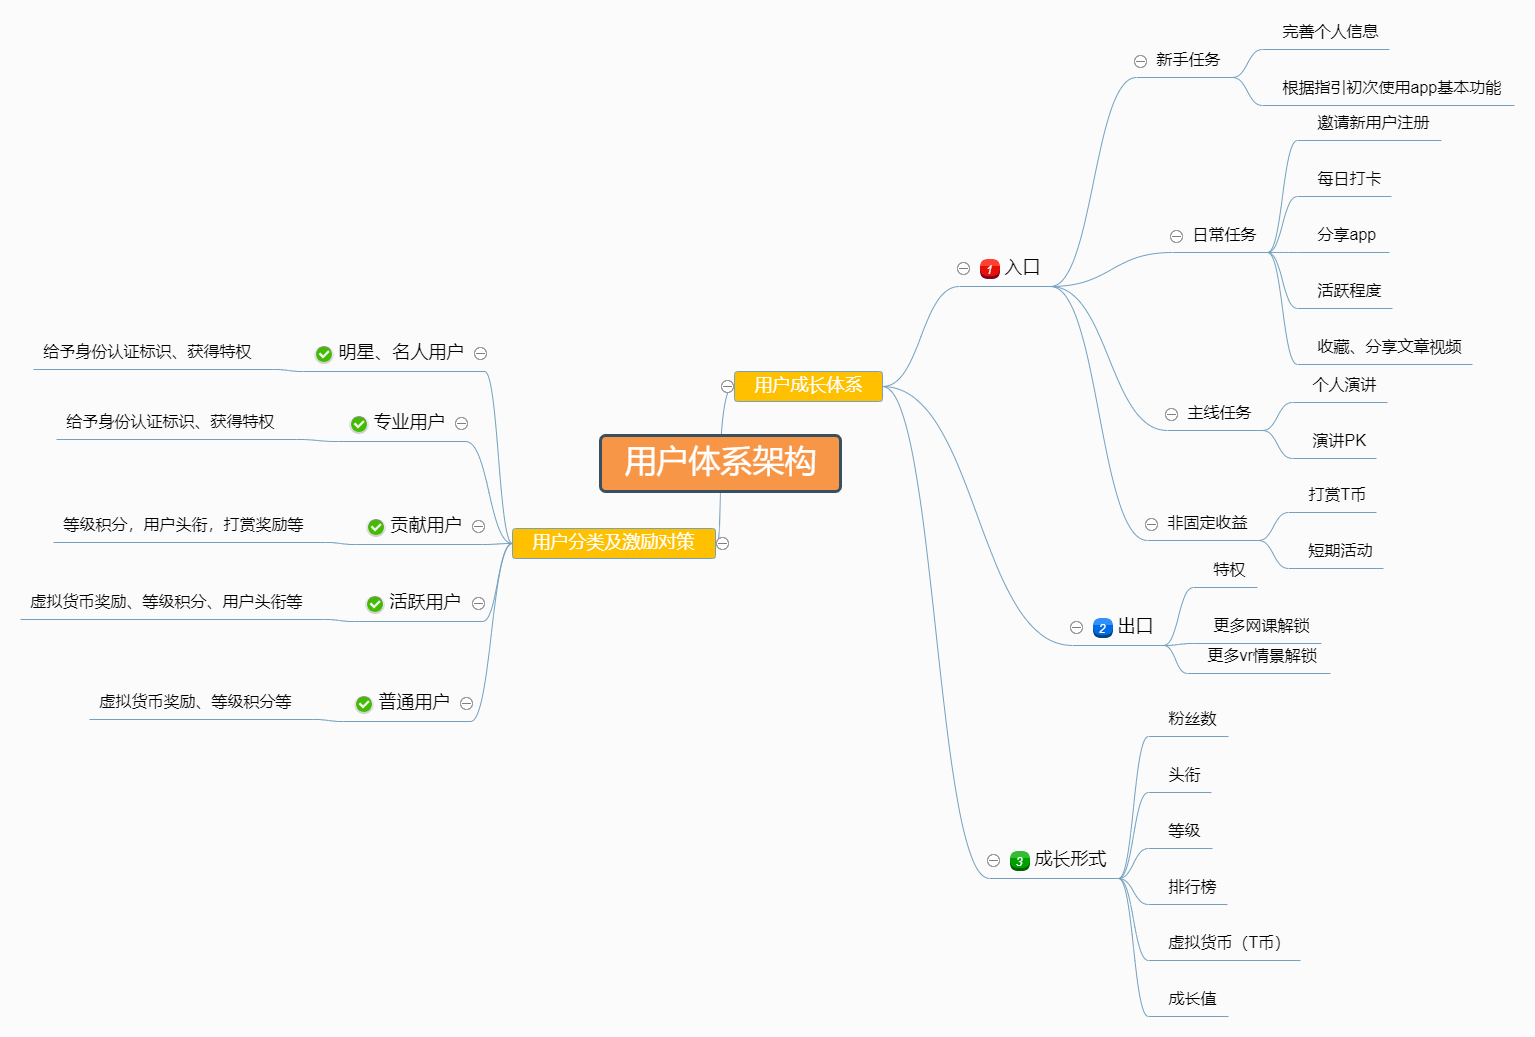 用户体系架构
用户成长体系
1 入口
新手任务
完善个人信息
根据指引初次使用app基本功能
日常任务
邀请新用户注册
每日打卡
分享app
活跃程度
收藏、分享文章视频
主线任务
个人演讲
演讲PK
非固定收益
打赏T币
短期活动
2 出口
特权
更多网课解锁
更多vr情景解锁
3 成长形式
粉丝数
头衔
等级
排行榜
虚拟货币（T币）
成长值
用户分类及激励对策
明星、名人用户
给予身份认证标识、获得特权
专业用户
给予身份认证标识、获得特权
贡献用户
等级积分，用户头衔，打赏奖励等
活跃用户
虚拟货币奖励、等级积分、用户头衔等
普通用户
虚拟货币奖励、等级积分等